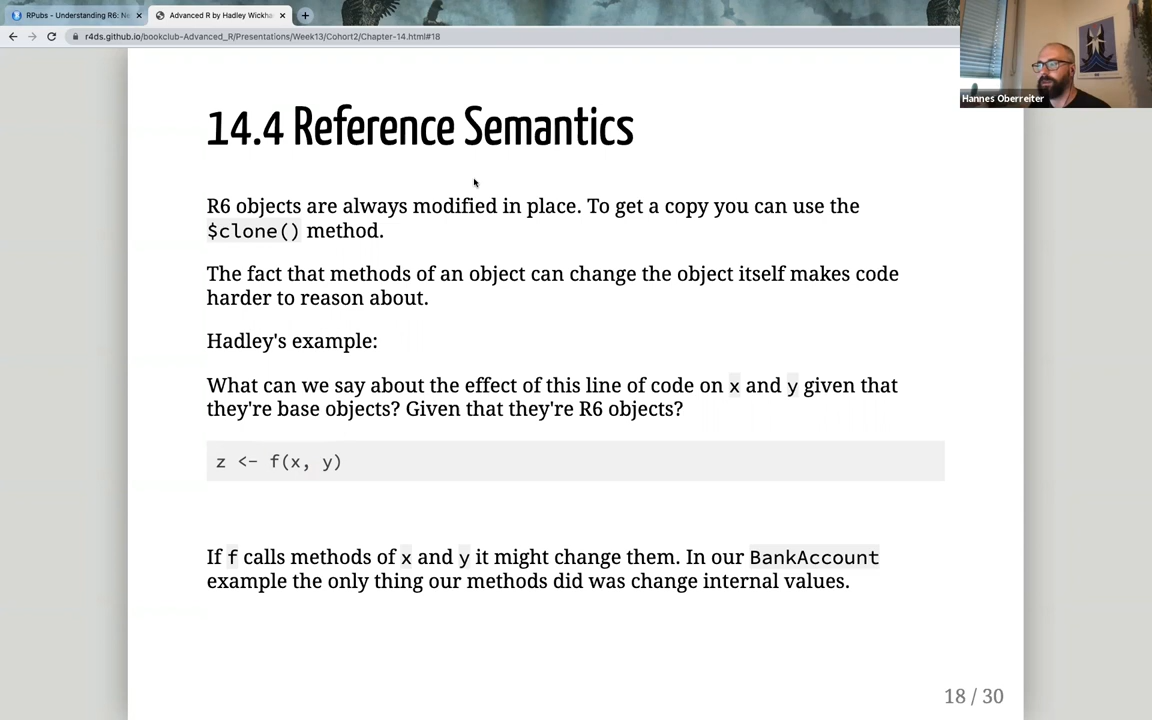 RPubs - Understanding R6: Ne
Advanced R by Hadley Wickha
r4ds.github.io/bookclub-Advanced_R/Presentations/Week13/Cohort2/Chapter-14.html#18
Hannes Oberreiter
14.4 Reference Semantics
R6 objects are always modified in place. To get a copy you can use the
$clone() method.
The fact that methods of an object can change the object itself makes code
harder to reason about.
Hadley's example:
What can we say about the effect of this line of code on x and y given that
they're base objects? Given that they're R6 objects?
z <- f(x, y)
If f calls methods of x and y it might change them. In our BankAccount
example the only thing our methods did was change internal values.
18 / 30